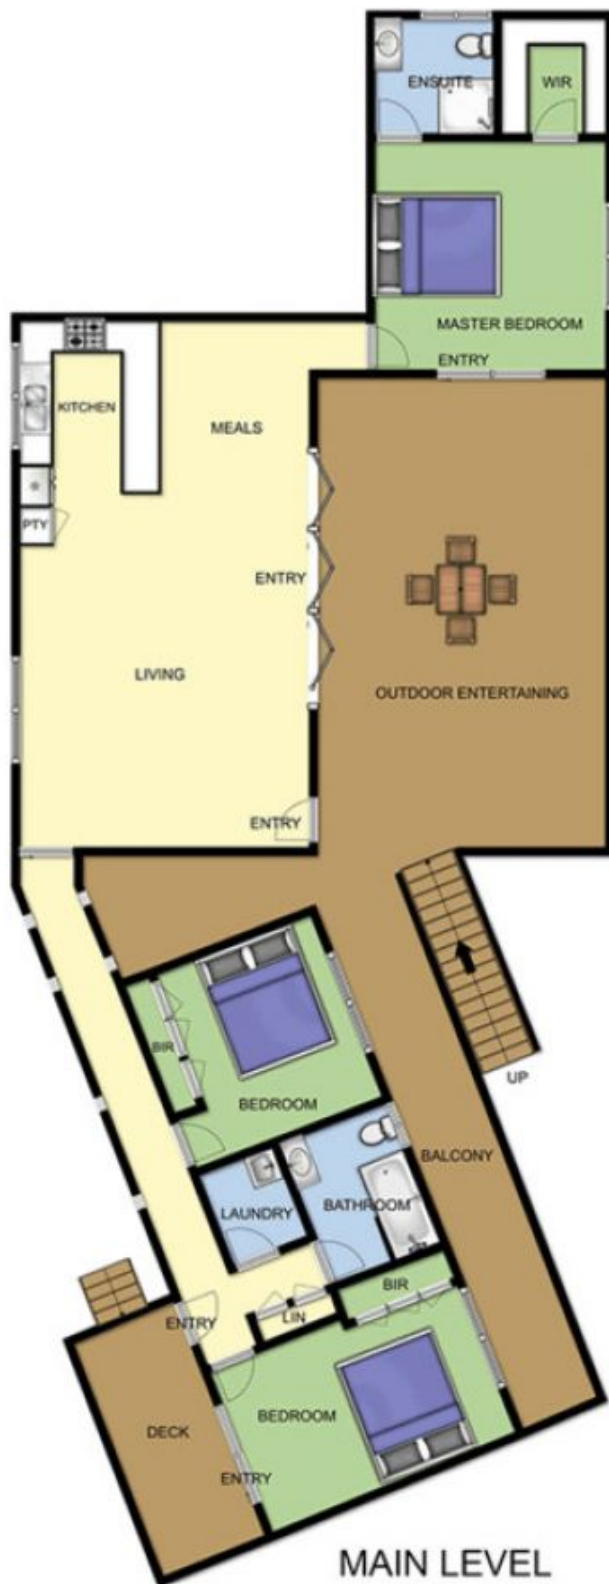 ENSUITE
WIR
MASTER BEDROOM
ENTRY
KITCHEN
MEALS
PTY
ENTRY
LIVING
OUTDOOR ENTERTAINING
ENTRY
BIR
UP
BEDROOM
BALCONY
LAUNDRY
BATHROOM
BIR
ENTRY
LIN
BEDROOM
DECK
ENTRY
MAIN LEVEL